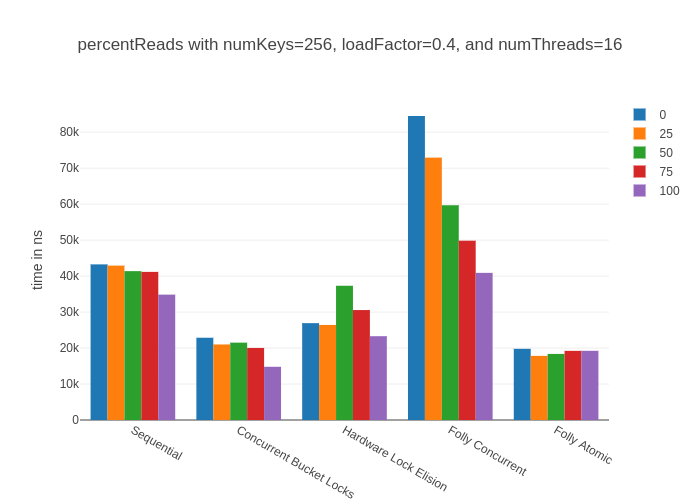 percentReads with numKeys=256, loadFactor=0.4, and numThreads=16
time in ns
80k
70k
60k
50k
40k
30k
20k
10k
0
Sequential
Concurrent Bucket Locks
Hardware Lock Elision
Folly Concurrent
Folly Atomic
0
25
50
75
100